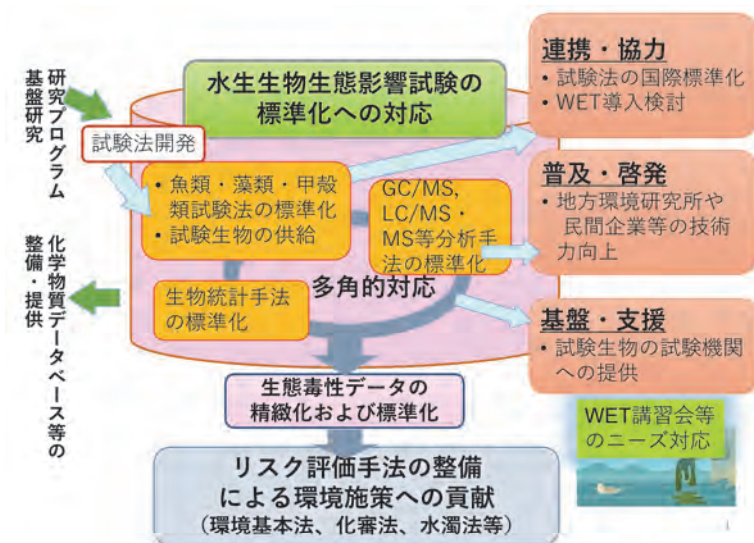 研究プログラム
基盤研究
化学物質データベース等の
整備・提供
水生生物生態影響試験の
標準化への対応
試験法開発
• 魚類・藻類・甲殻
類試験法の標準化
• 試験生物の供給
GC/MS,
LC/MS・
MS等分析手
法の標準化
多角的対応
生物統計手法
の標準化
生態毒性データの
精緻化および標準化
リスク評価手法の整備
による環境施策への貢献
（環境基本法、化審法、水濁法等）
連携・協力
• 試験法の国際標準化
• WET導入検討
普及・啓発
• 地方環境研究所や
民間企業等の技術
力向上
基盤・支援
• 試験生物の試験機関
への提供
WET講習会等
のニーズ対応